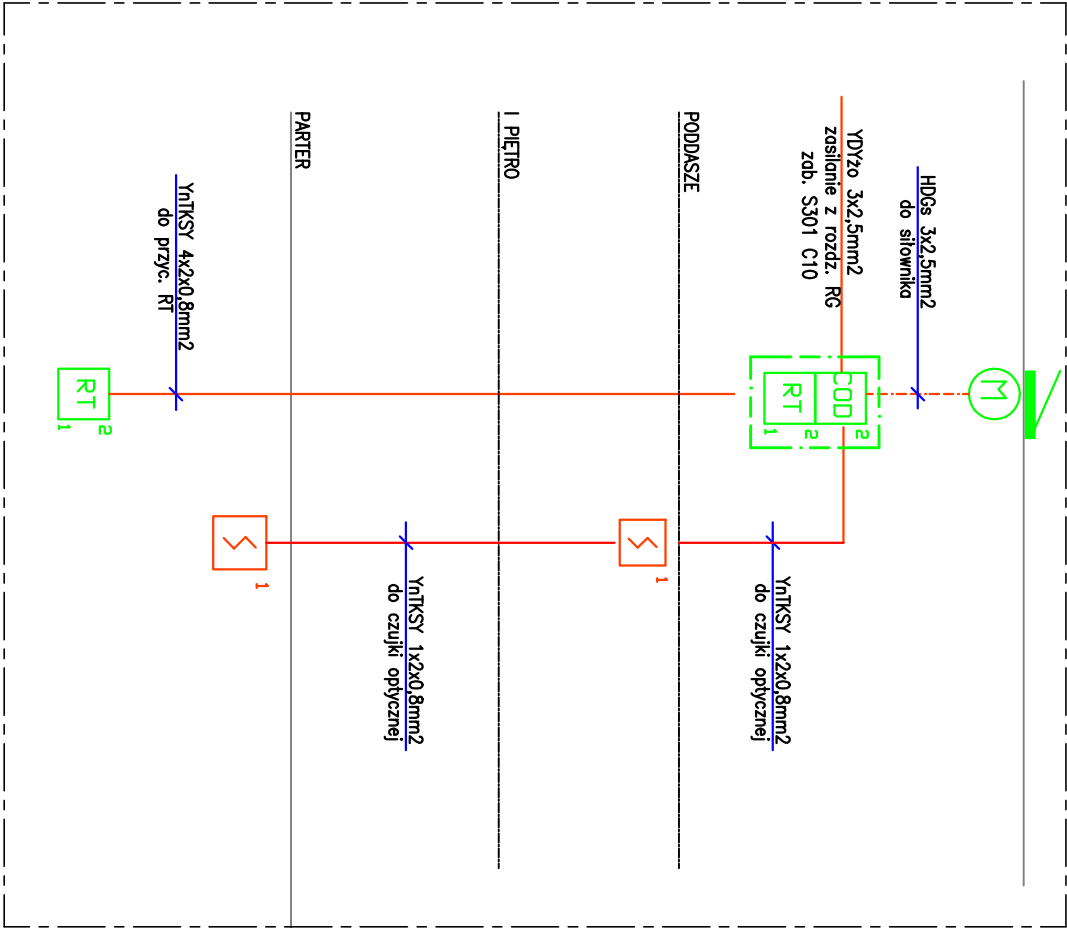 HDGs 3x2,5mm2
do siłownika
M
YDYżo 3x2,5mm2
zasilanie z rozdz. RG
zab. S301 C10
COD
2
RT
2
1
PODDASZE
YnTKSY 1x2x0,8mm2
do czujki optycznej
1
I PIĘTRO
YnTKSY 1x2x0,8mm2
do czujki optycznej
1
PARTER
YnTKSY 4x2x0,8mm2
do przyc. RT
RT
2
1